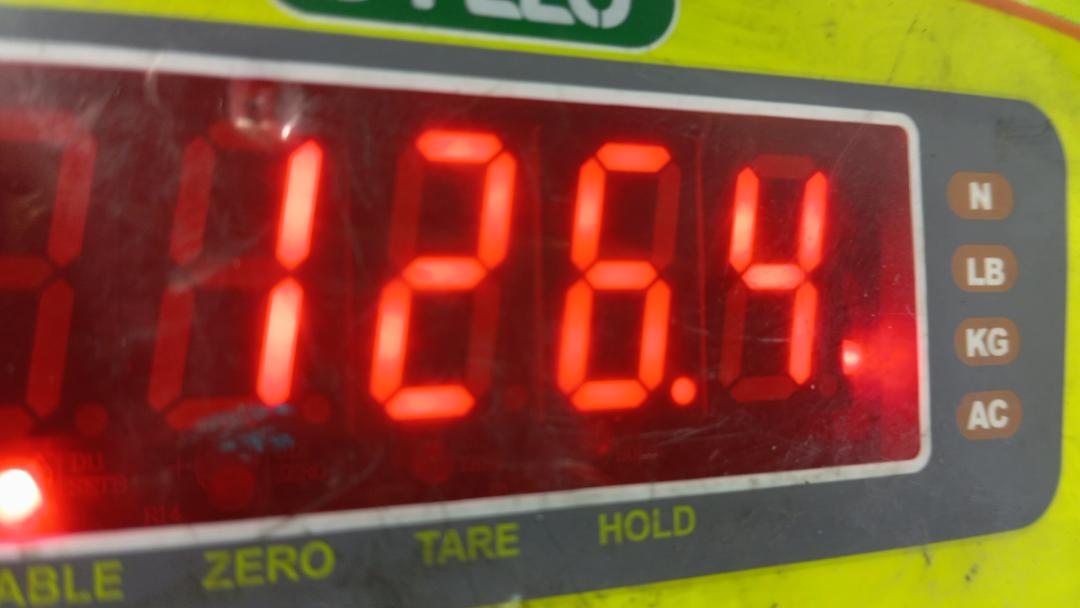 126.4
N
LB
KG
AC
ZERO
TARE
HOLD